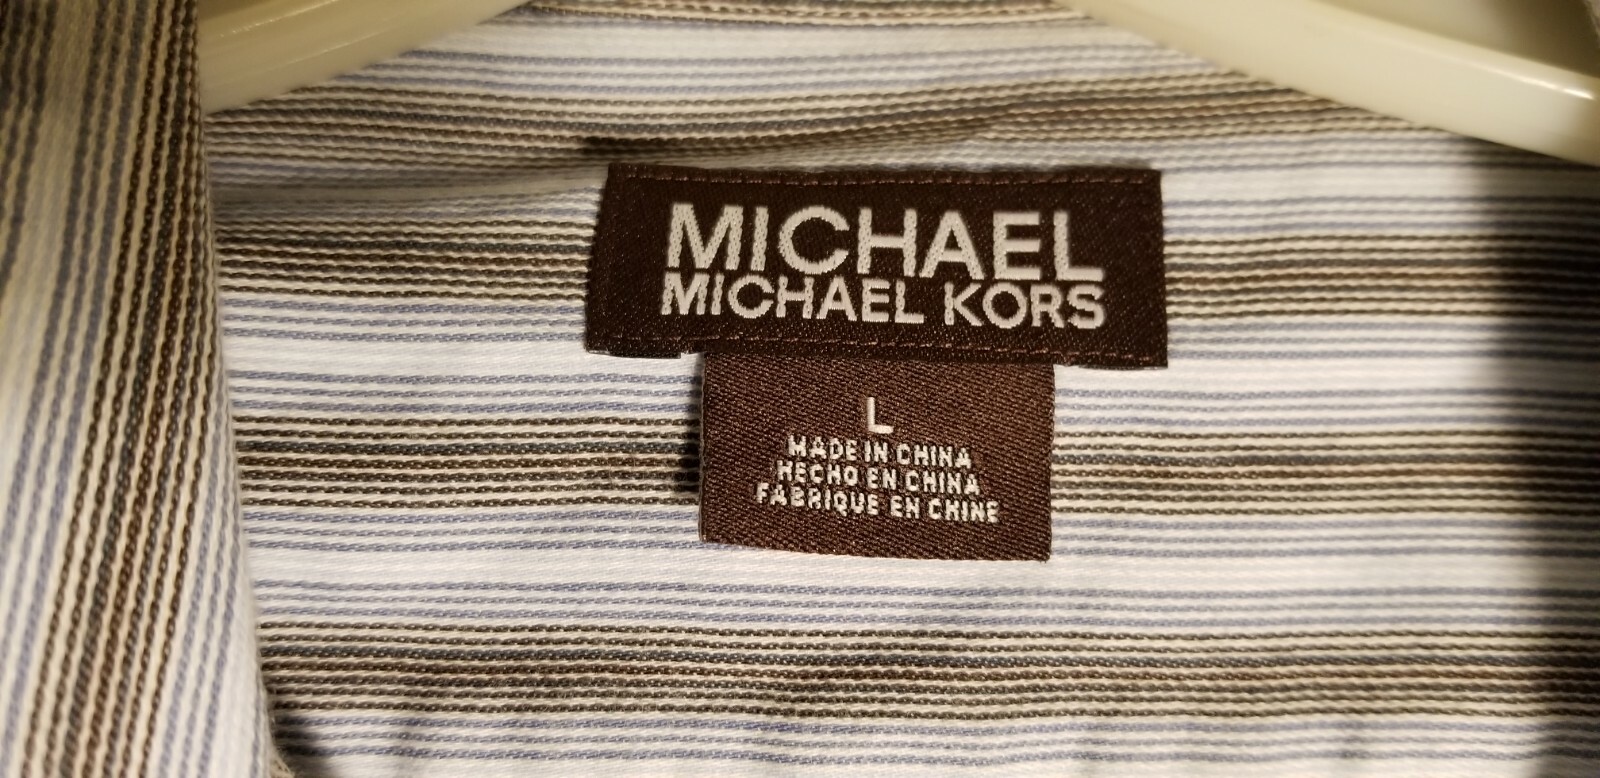 MICHAEL
MICHAEL KORS
L
MADE IN CHINA
HECHO EN CHINA
FABRIQUE EN CHINE